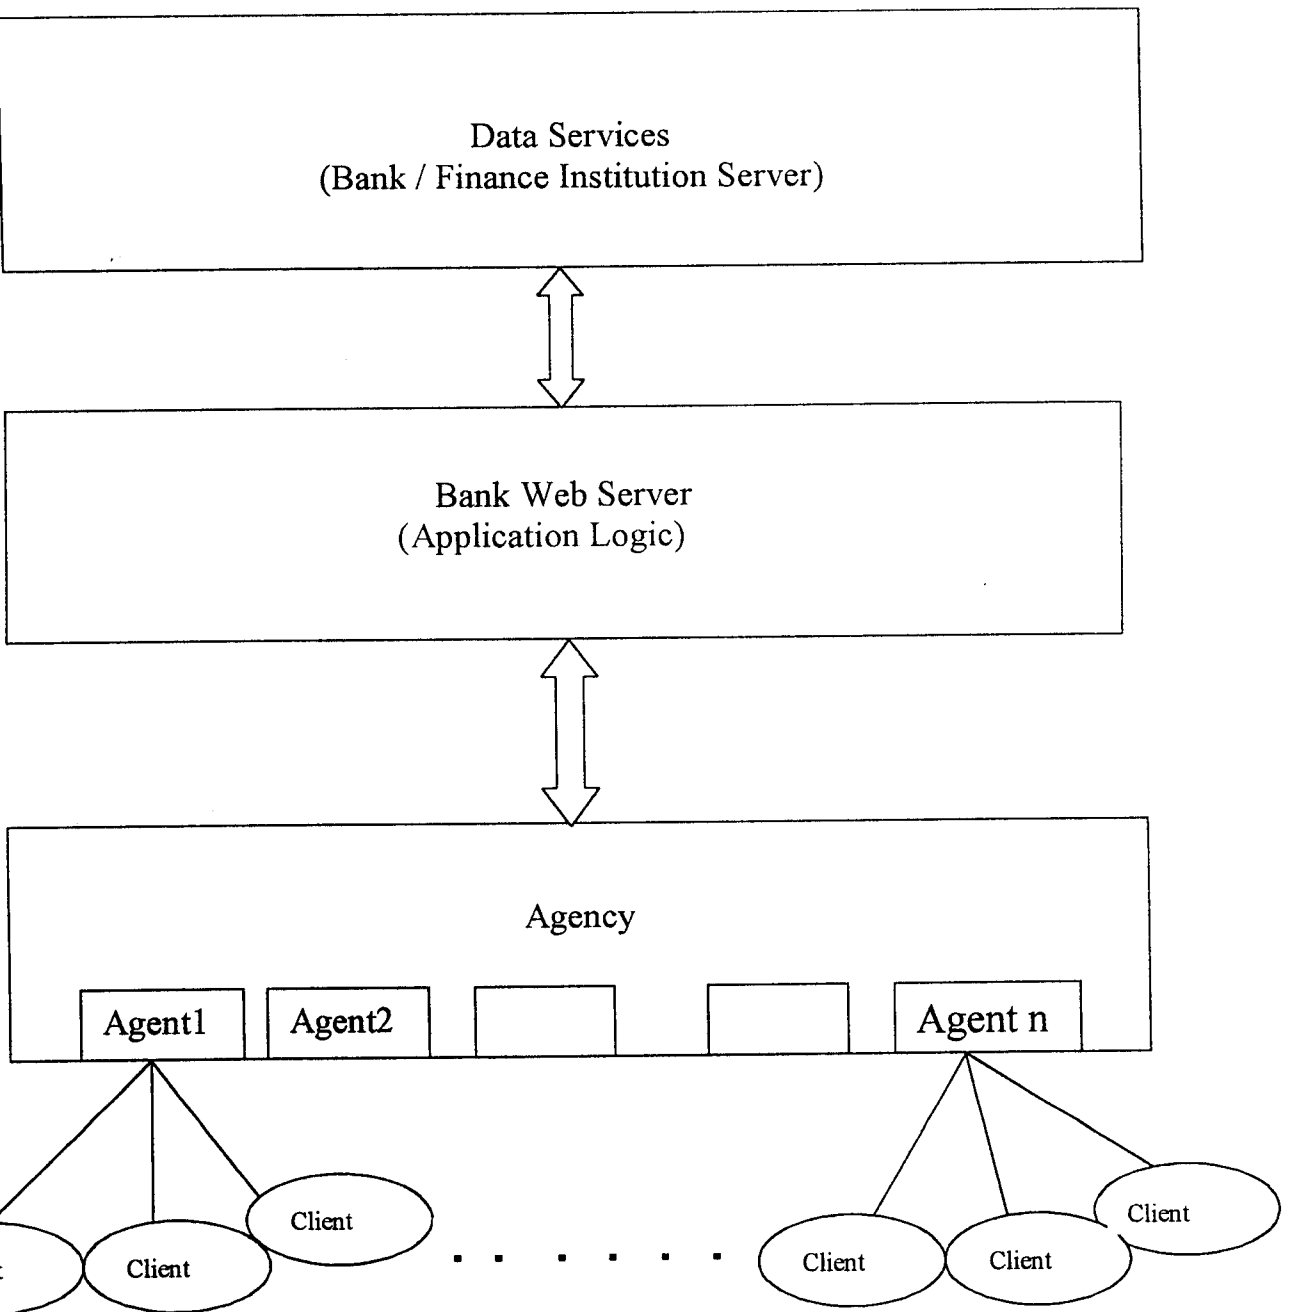 Data Services
(Bank / Finance Institution Server)
Bank Web Server
(Application Logic)
Agency
Agent1
Agent2
Agent n
Client
Client
Client
Client
Client